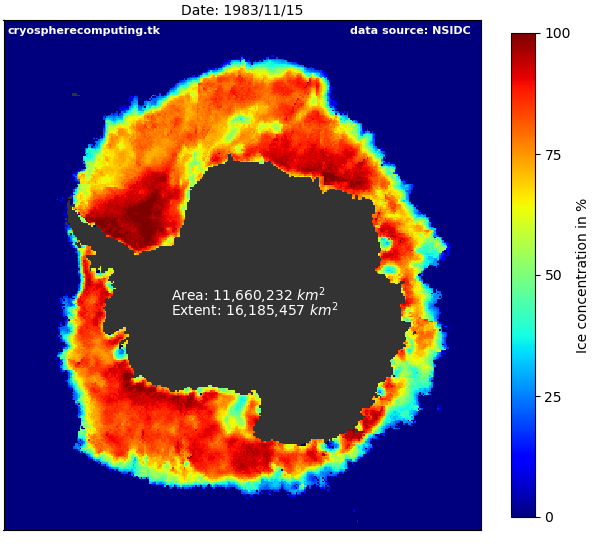 Date: 1983/11/15
cryospherecomputing.tk
data source: NSIDC
100
75
50
25
0
Ice concentration in %
Area: 11,660,232 km²
Extent: 16,185,457 km²